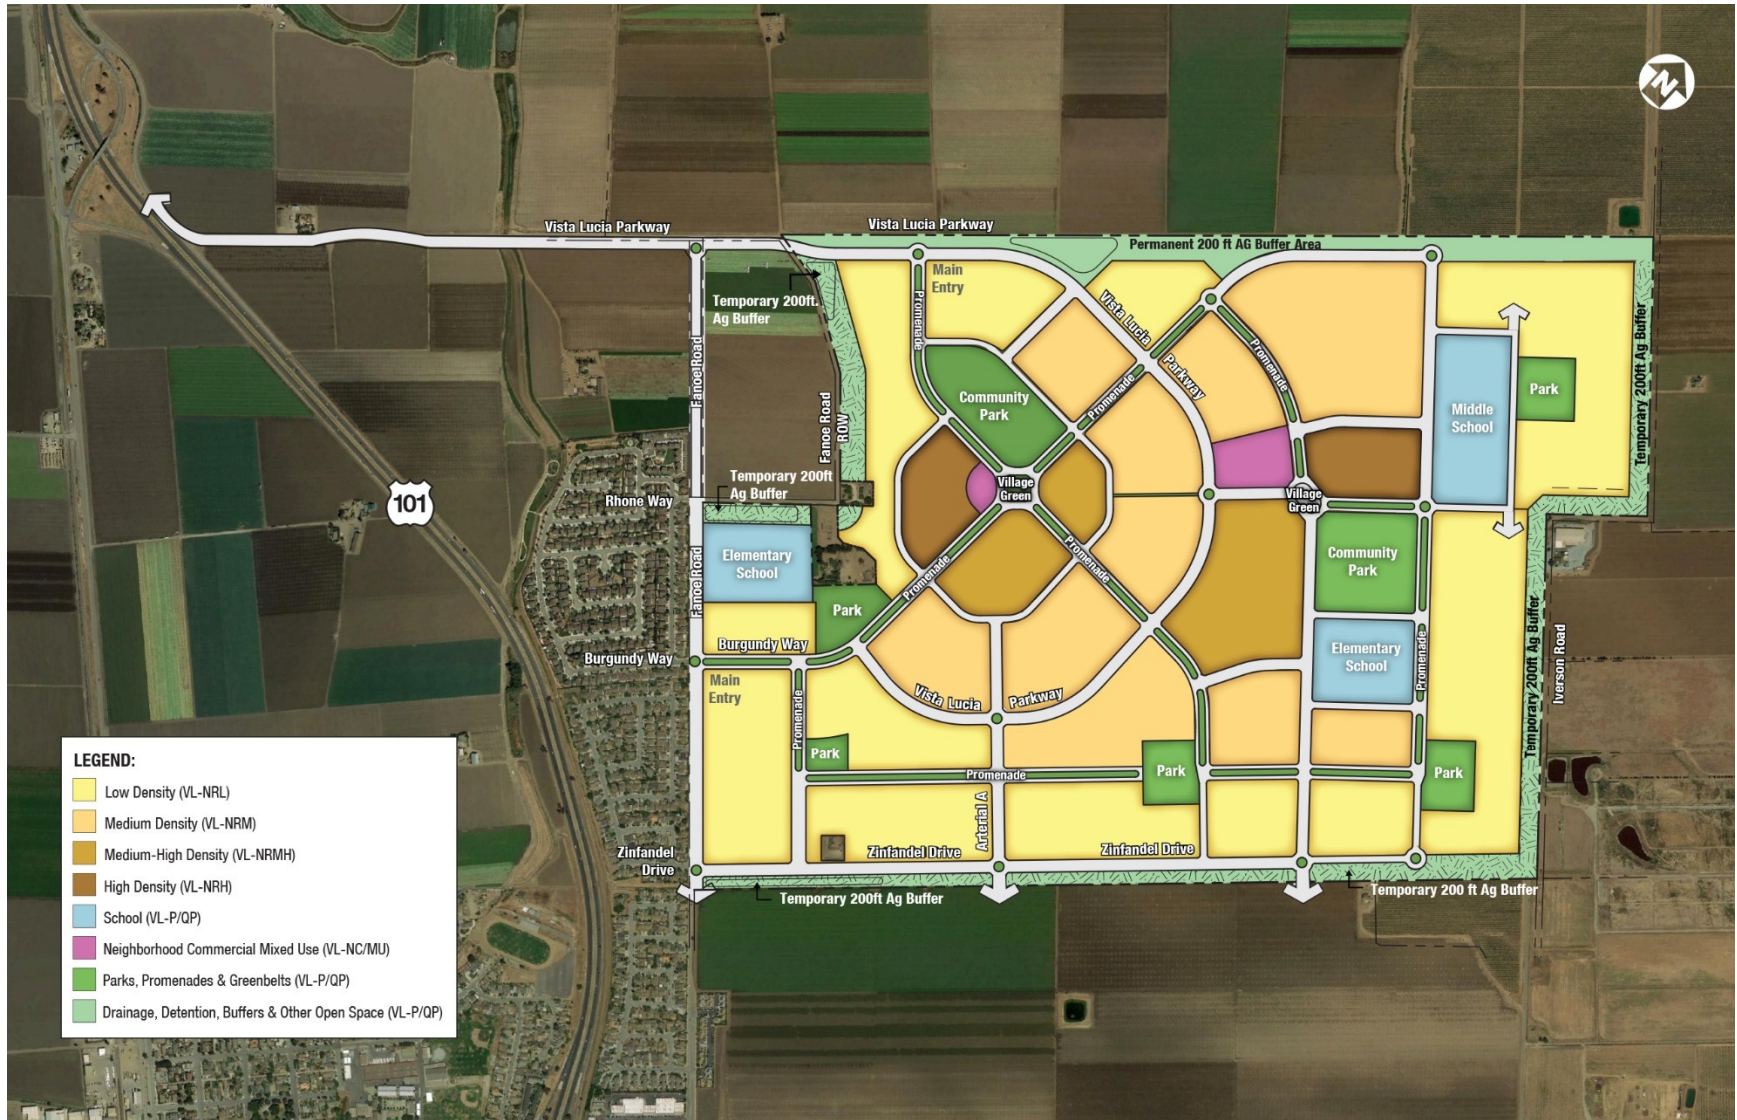 N
Vista Lucia Parkway
Vista Lucia Parkway
Permanent 200 ft AG Buffer Area
Main
Entry
Temporary 200ft.
Ag Buffer
Promenade
Vista Lucia
Parkway
Promenade
Promenade
Temporary 200ft Ag Buffer
Fanoe Road
Fanoe Road
ROW
Community
Park
Middle
School
Park
101
Rhone Way
Temporary 200ft
Ag Buffer
Village
Green
Village
Green
Elementary
School
Fanoe Road
Park
Promenade
Promenade
Community
Park
Burgundy Way
Burgundy Way
Elementary
School
Promenade
Temporary 200ft Ag Buffer
Iverson Road
Main
Entry
Promenade
Vista Lucia
Parkway
Park
Promenade
Park
Park
Arterial A
Zinfandel
Drive
Zinfandel Drive
Zinfandel Drive
Temporary 200ft Ag Buffer
Temporary 200 ft Ag Buffer
LEGEND:
Low Density (VL-NRL)
Medium Density (VL-NRM)
Medium-High Density (VL-NRMH)
High Density (VL-NRH)
School (VL-P/QP)
Neighborhood Commercial Mixed Use (VL-NC/MU)
Parks, Promenades & Greenbelts (VL-P/QP)
Drainage, Detention, Buffers & Other Open Space (VL-P/QP)